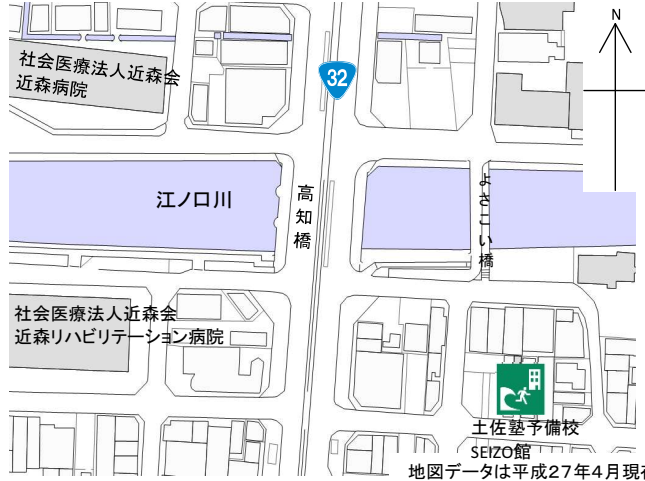 N
社会医療法人近森会
近森病院
32
江ノ口川
高知橋
よさこい橋
社会医療法人近森会
近森リハビリテーション病院
土佐塾予備校
SEIZO館
地図データは平成27年4月現在